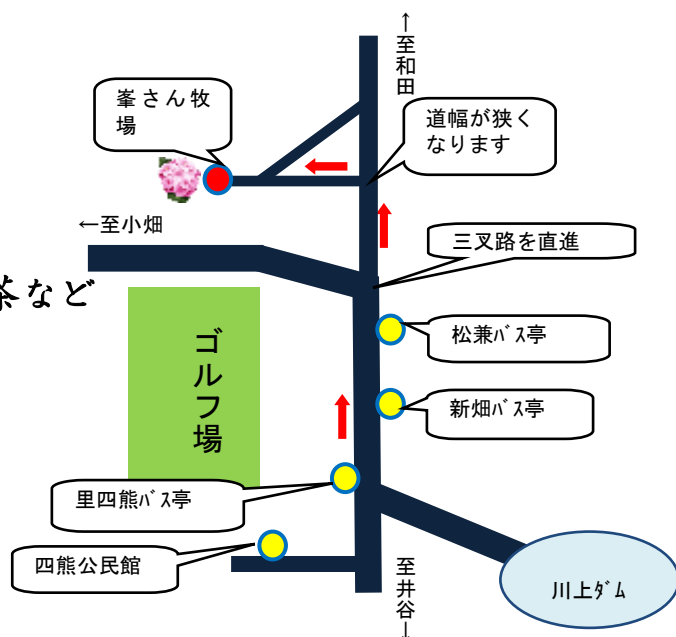 ↑至和田
峯さん牧
場
道幅が狭く
なります
←至小畑
三叉路を直進
茶など
松兼ﾊﾞｽ亭
ゴルフ場
新畑バス亭
里四熊ﾊﾞｽ亭
四熊公民館
至井谷↓
川上ﾀﾞﾑ